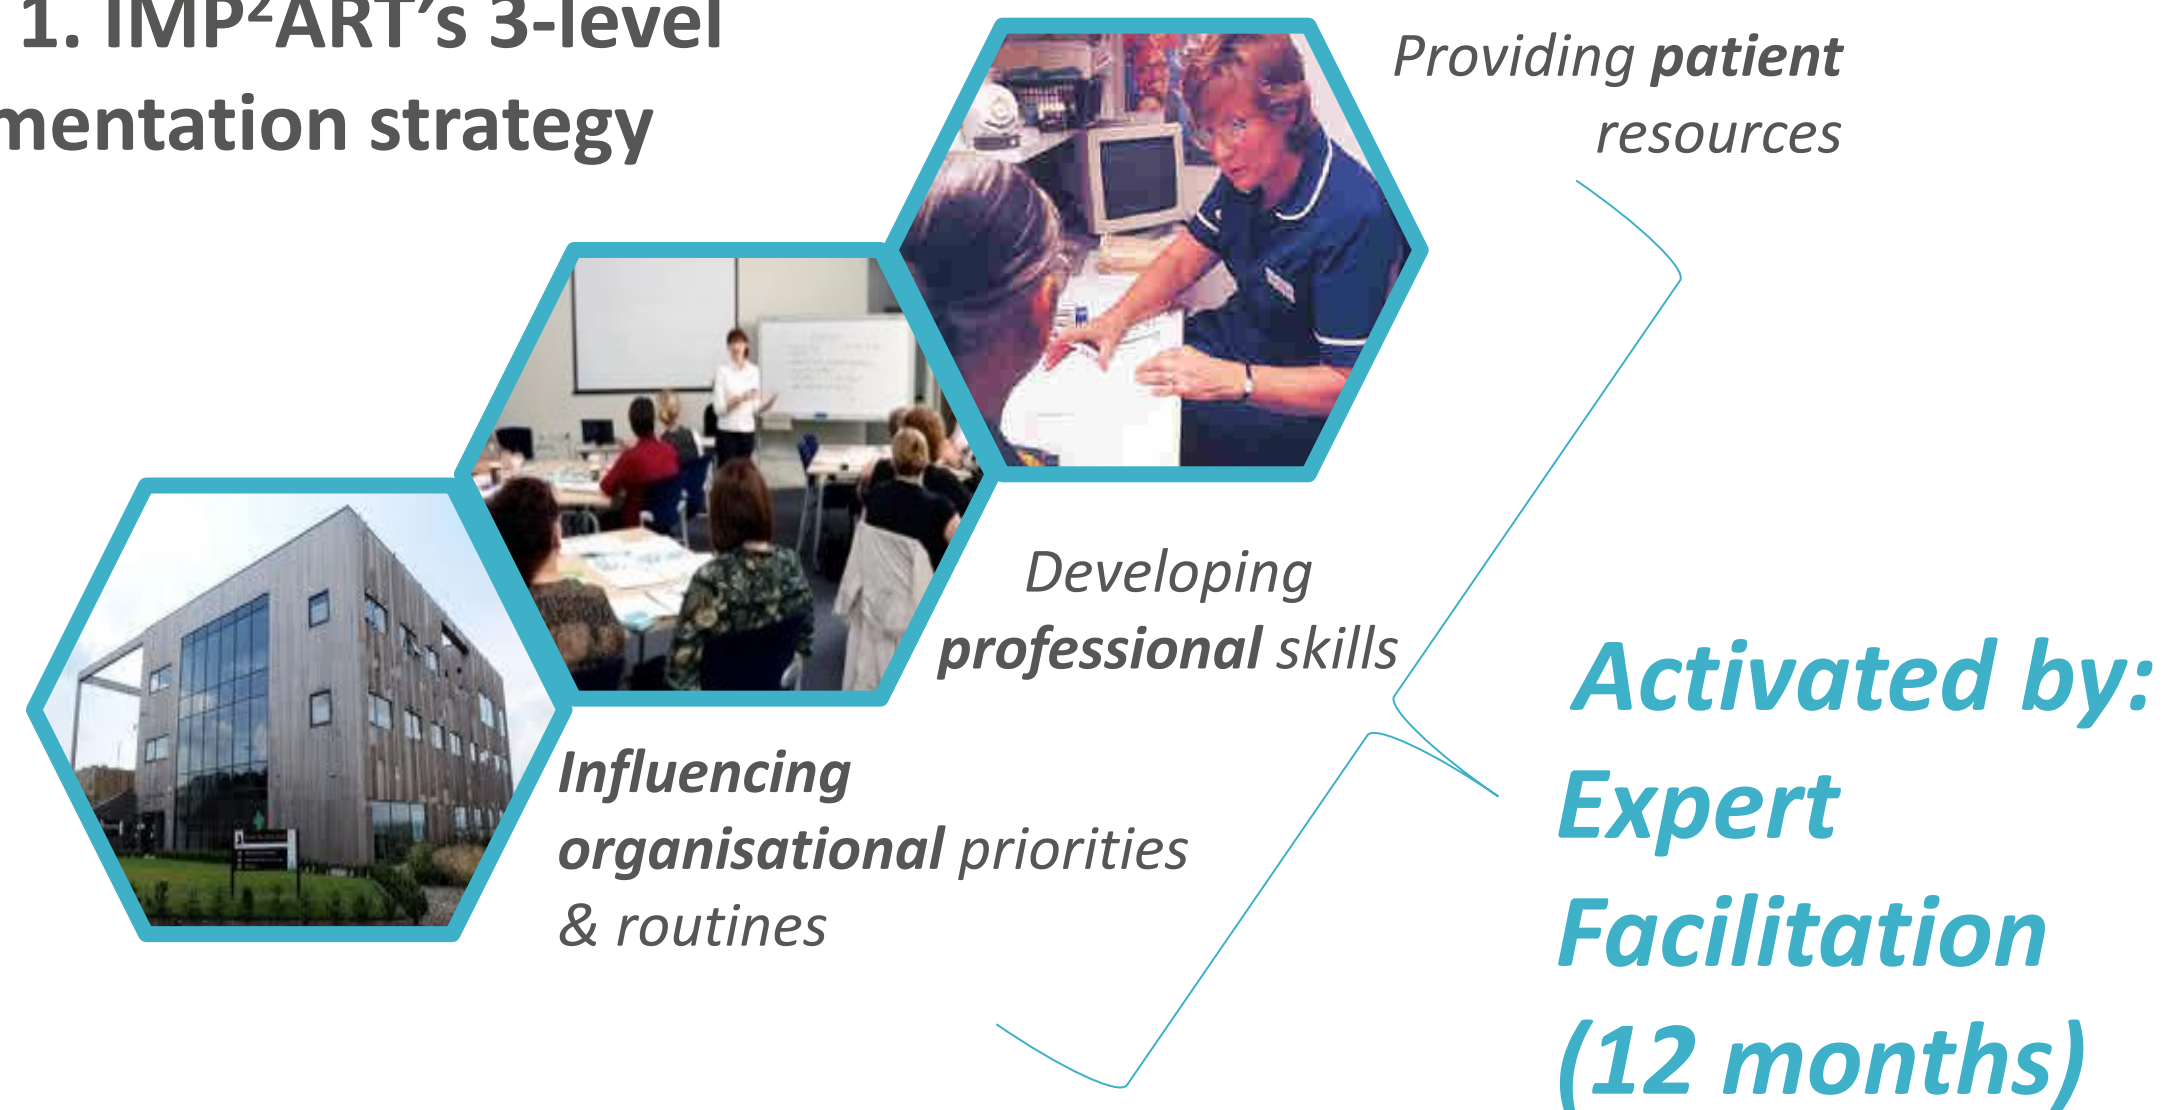 1. IMP²ART's 3-level
mentation strategy
Providing patient
resources
Developing
professional skills
Influencing
organisational priorities
& routines
Activated by:
Expert
Facilitation
(12 months)